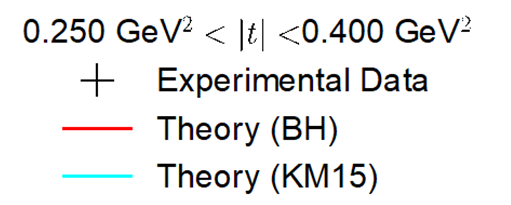 0.250 GeV² < |t| <0.400 GeV²
Experimental Data
Theory (BH)
Theory (KM15)